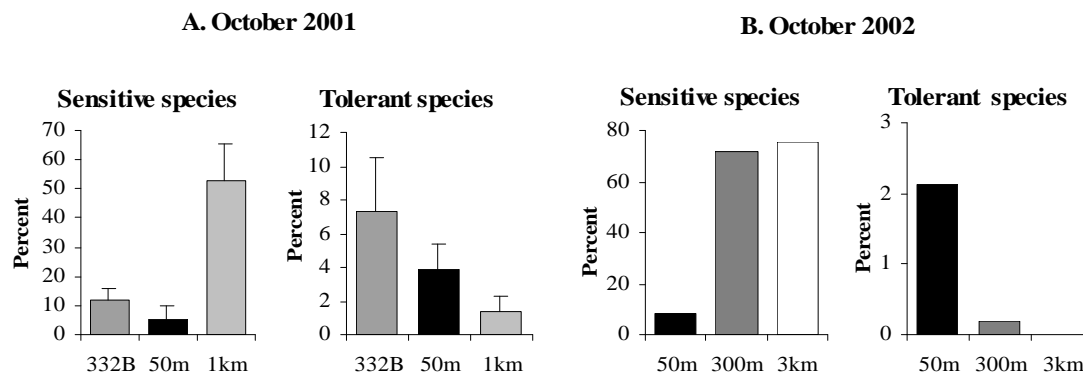 A. October 2001
B. October 2002
Sensitive species
Percent
70
60
50
40
30
20
10
0
332B 50m 1km
Tolerant species
Percent
12
10
8
6
4
2
0
332B 50m 1km
Sensitive species
Percent
80
60
40
20
0
50m 300m 3km
Tolerant species
Percent
3
2
1
0
50m 300m 3km